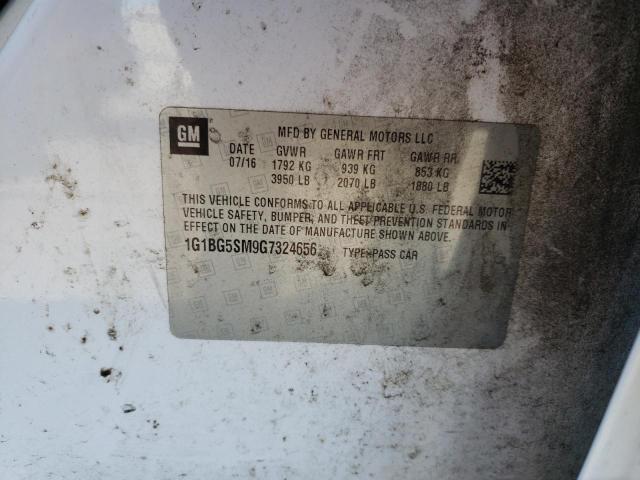 GM
MFD BY GENERAL MOTORS LLC
DATE GVWR GAWR FRT GAWR RR
07/16 1792 KG 939 KG 853 KG
3950 LB 2070 LB 1880 LB
THIS VEHICLE CONFORMS TO ALL APPLICABLE U.S. FEDERAL MOTOR
VEHICLE SAFETY, BUMPER, AND THEFT PREVENTION STANDARDS IN
EFFECT ON THE DATE OF MANUFACTURE SHOWN ABOVE.
1G1BG5SM9G7324656 TYPE-PASS CAR